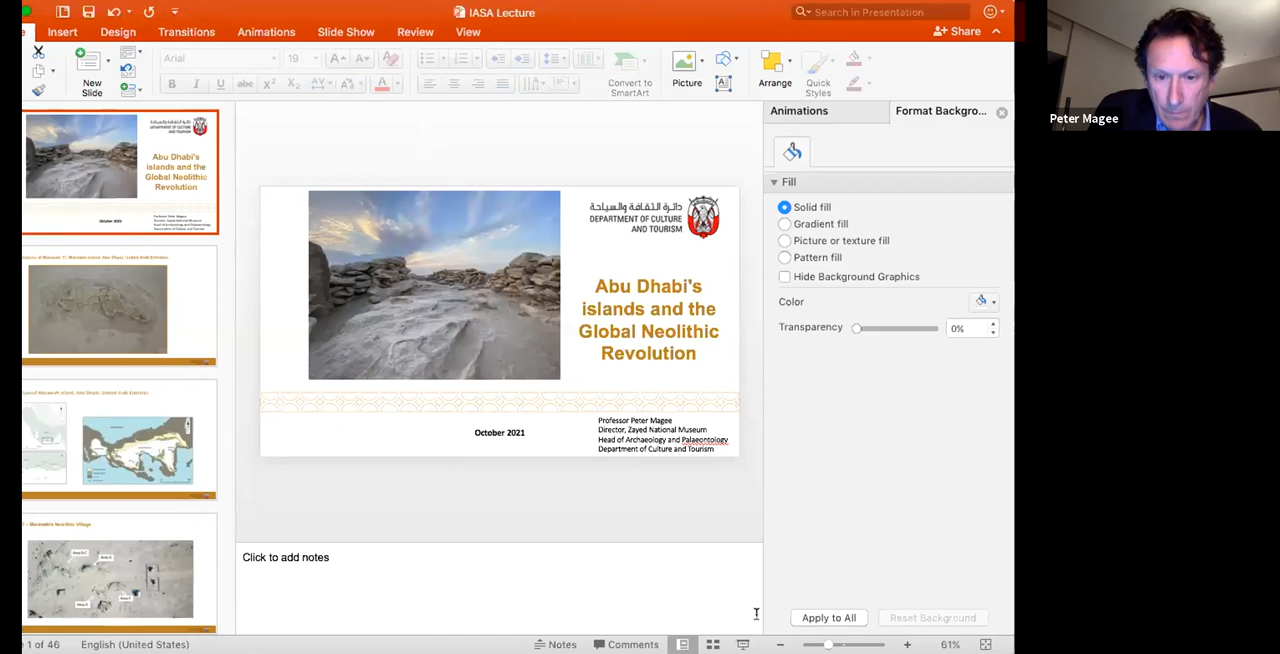 IASA Lecture
Search in Presentation
Insert
Design
Transitions
Animations
Slide Show
Review
View
Share
Arial
19
New
Slide
Convert to
SmartArt
Picture
Arrange
Quick
Styles
Animations
Format Backgro...
Fill
Solid fill
Gradient fill
Picture or texture fill
Pattern fill
Hide Background Graphics
Color
Transparency
0%
Apply to All
Reset Background
Abu Dhabi's
islands and the
Global Neolithic
Revolution
October 2021
دائرة الثقافة والسياحة
DEPARTMENT OF CULTURE
AND TOURISM
Abu Dhabi's
islands and the
Global Neolithic
Revolution
October 2021
Professor Peter Magee
Director, Zayed National Museum
Head of Archaeology and Palaeontology
Department of Culture and Tourism
Click to add notes
1 of 46
English (United States)
Notes
Comments
61%
Peter Magee